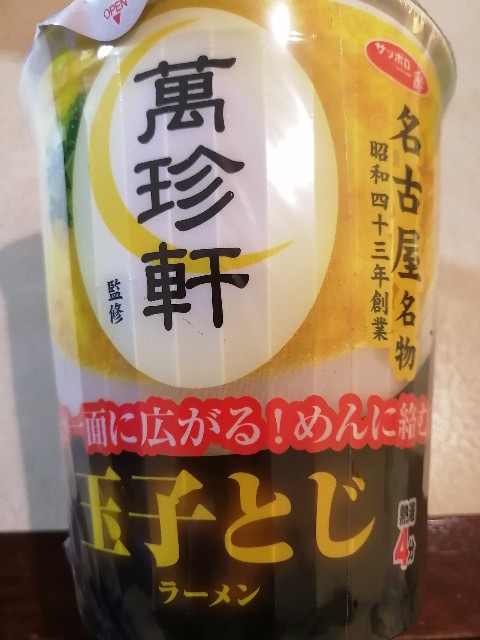 OPEN
サッポロ一番
名古屋名物
昭和四十三年創業
萬珍軒
監修
一面に広がる!めんに絡む
玉子とじ
ラーメン
熱湯4分